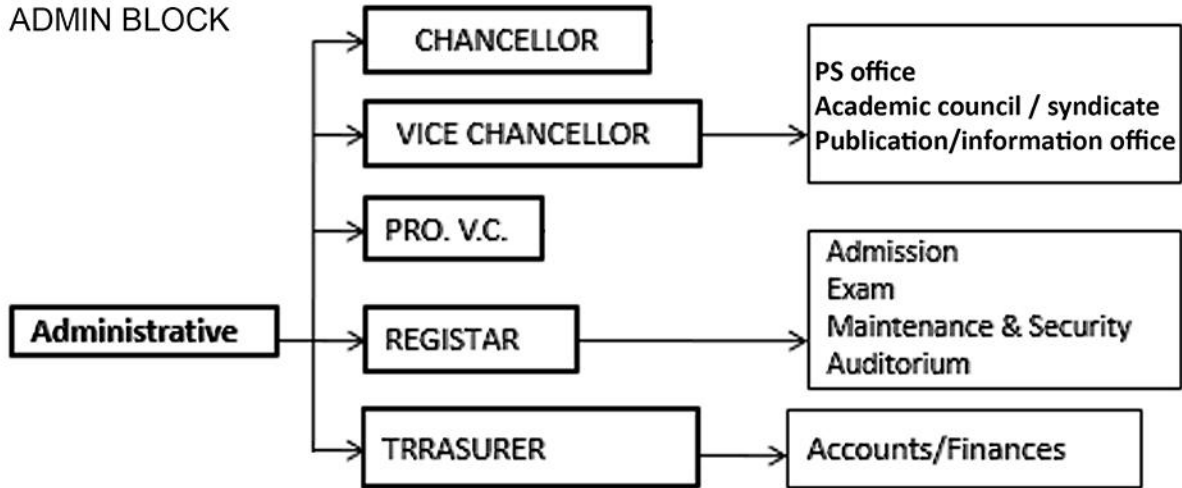 ADMIN BLOCK
CHANCELLOR
VICE CHANCELLOR
PS office
Academic council / syndicate
Publication/information office
PRO. V.C.
Administrative
REGISTAR
Admission
Exam
Maintenance & Security
Auditorium
TRRASURER
Accounts/Finances